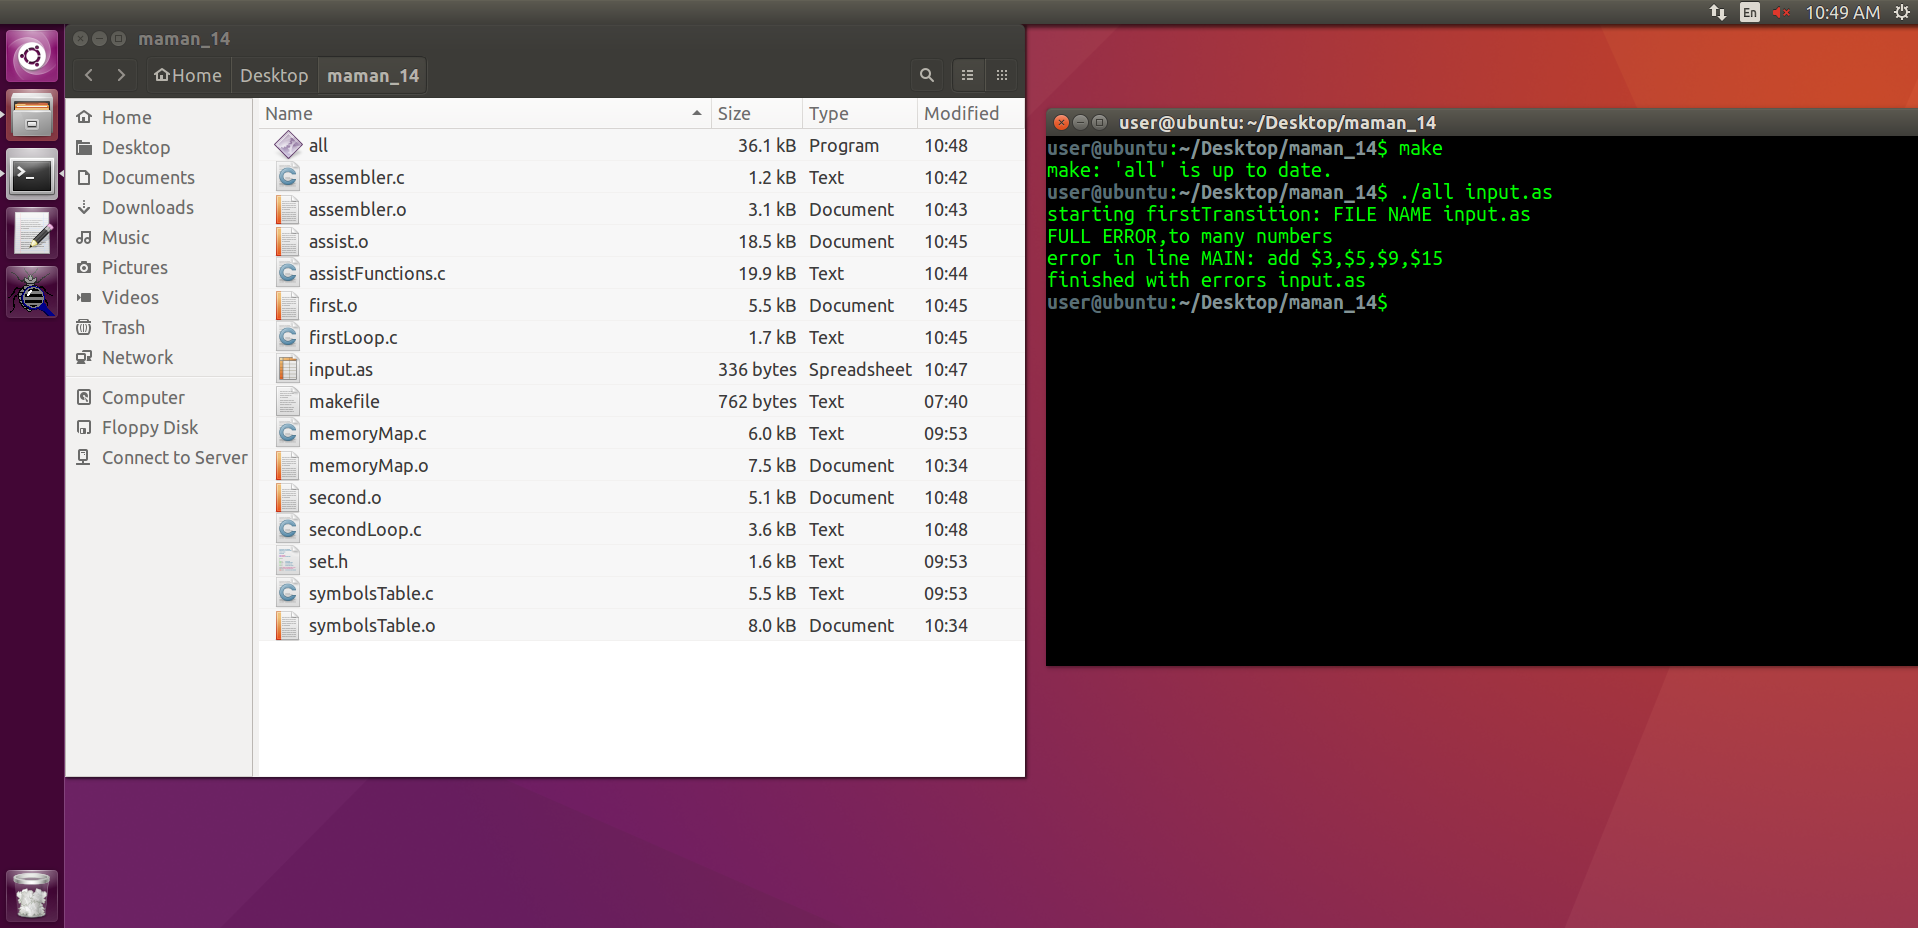 En 10:49 AM
maman_14
Home Desktop maman_14
Home
Desktop
Documents
Downloads
Music
Pictures
Videos
Trash
Network
Computer
Floppy Disk
Connect to Server
Name Size Type Modified
all 36.1 kB Program 10:48
assembler.c 1.2 kB Text 10:42
assembler.o 3.1 kB Document 10:43
assist.o 18.5 kB Document 10:45
assistFunctions.c 19.9 kB Text 10:44
first.o 5.5 kB Document 10:45
firstLoop.c 1.7 kB Text 10:45
input.as 336 bytes Spreadsheet 10:47
makefile 762 bytes Text 07:40
memoryMap.c 6.0 kB Text 09:53
memoryMap.o 7.5 kB Document 10:34
second.o 5.1 kB Document 10:48
secondLoop.c 3.6 kB Text 10:48
set.h 1.6 kB Text 09:53
symbolsTable.c 5.5 kB Text 09:53
symbolsTable.o 8.0 kB Document 10:34
user@ubuntu: ~/Desktop/maman_14
user@ubuntu:~/Desktop/maman_14$ make
make: 'all' is up to date.
user@ubuntu:~/Desktop/maman_14$ ./all input.as
starting firstTransition: FILE NAME input.as
FULL ERROR,to many numbers
error in line MAIN: add $3,$5,$9,$15
finished with errors input.as
user@ubuntu:~/Desktop/maman_14$